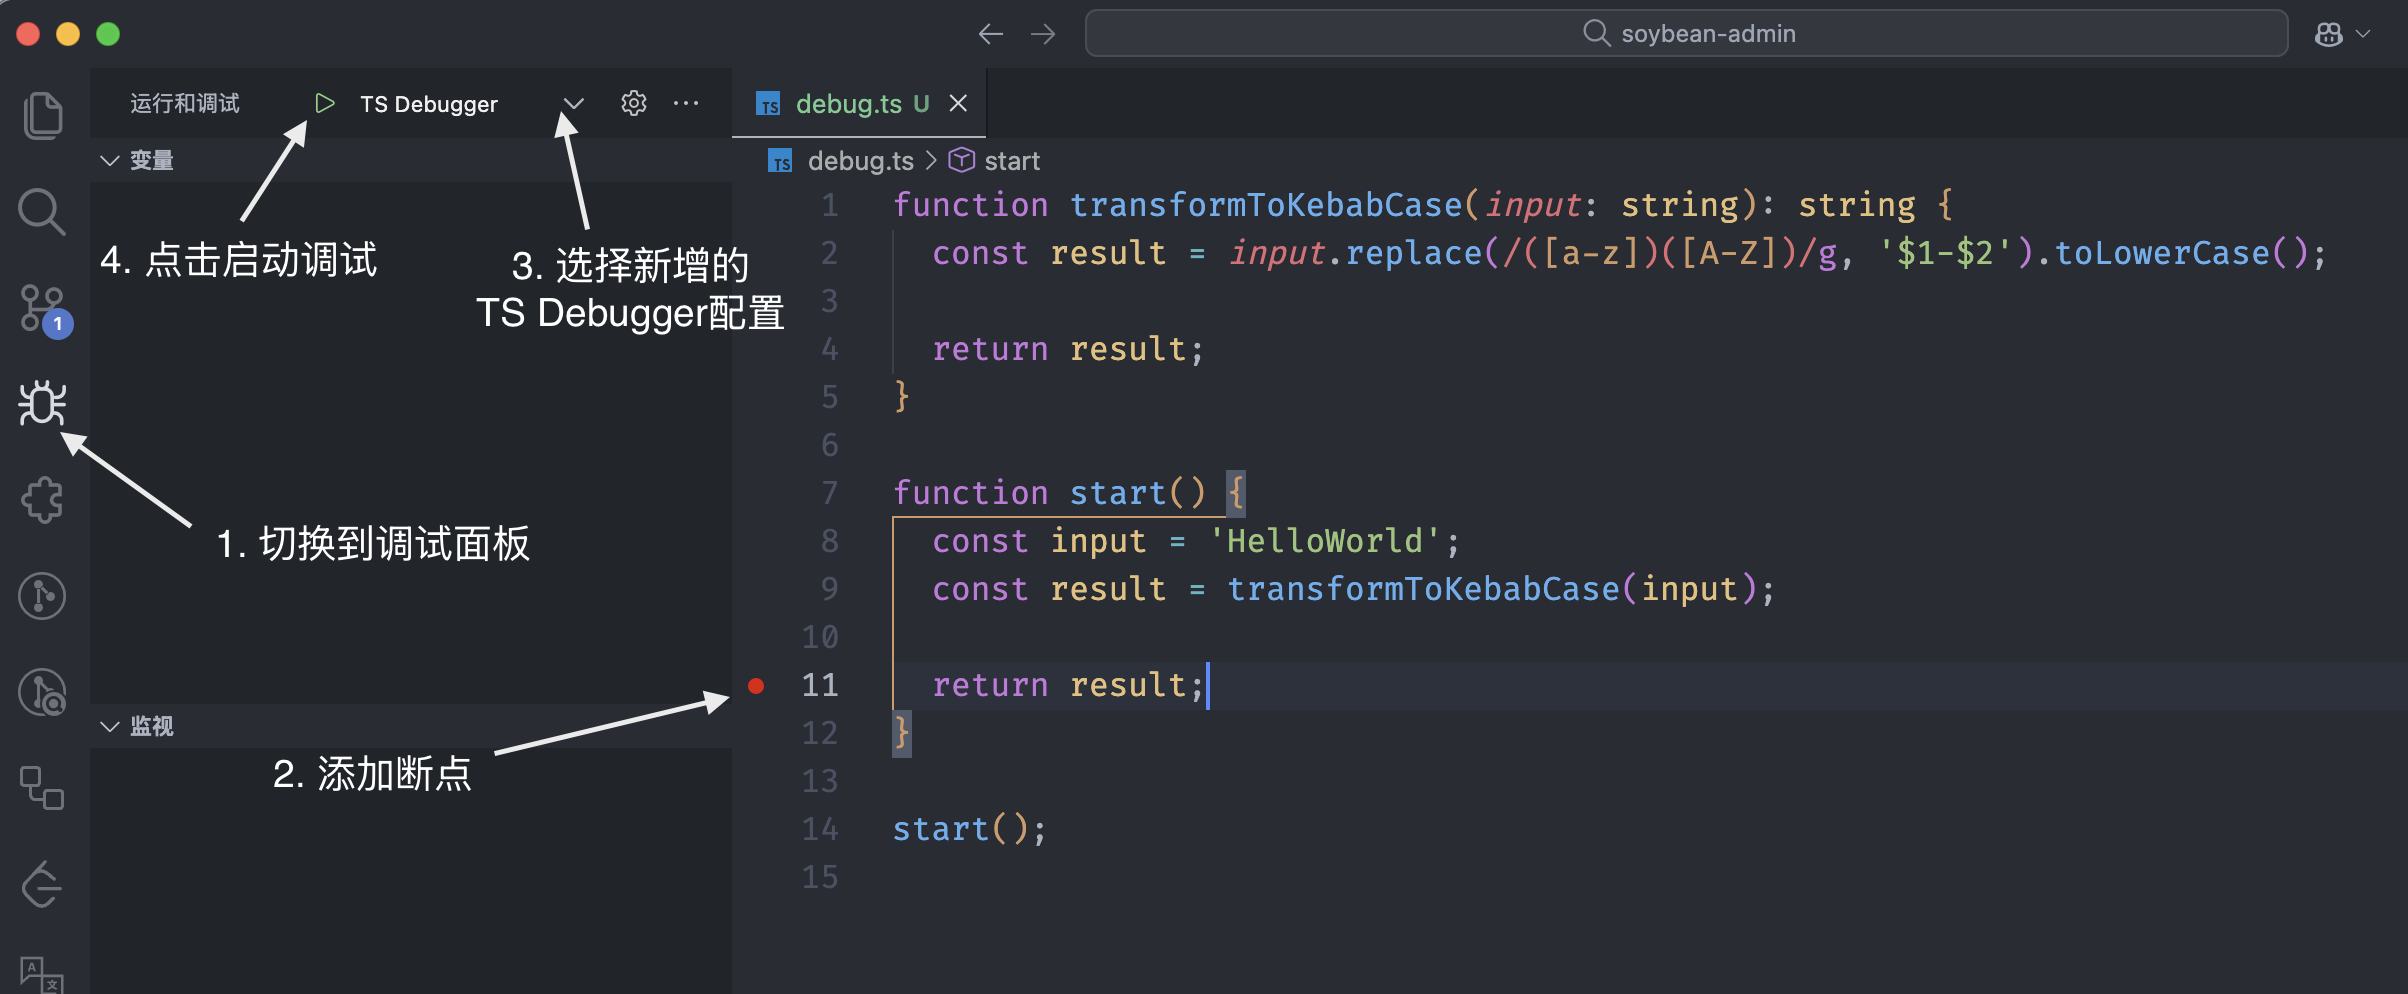 soybean-admin
运行和调试
TS Debugger
TS debug.ts U
变量
TS debug.ts > start
4. 点击启动调试
3. 选择新增的
TS Debugger配置
1
1. 切换到调试面板
监视
2. 添加断点
A
文
1 function transformToKebabCase(input: string): string {
2 const result = input.replace(/([a-z])([A-Z])/g, '$1-$2').toLowerCase();
3
4 return result;
5 }
6
7 function start() {
8 const input = 'HelloWorld';
9 const result = transformToKebabCase(input);
10
11 return result;
12 }
13
14 start();
15